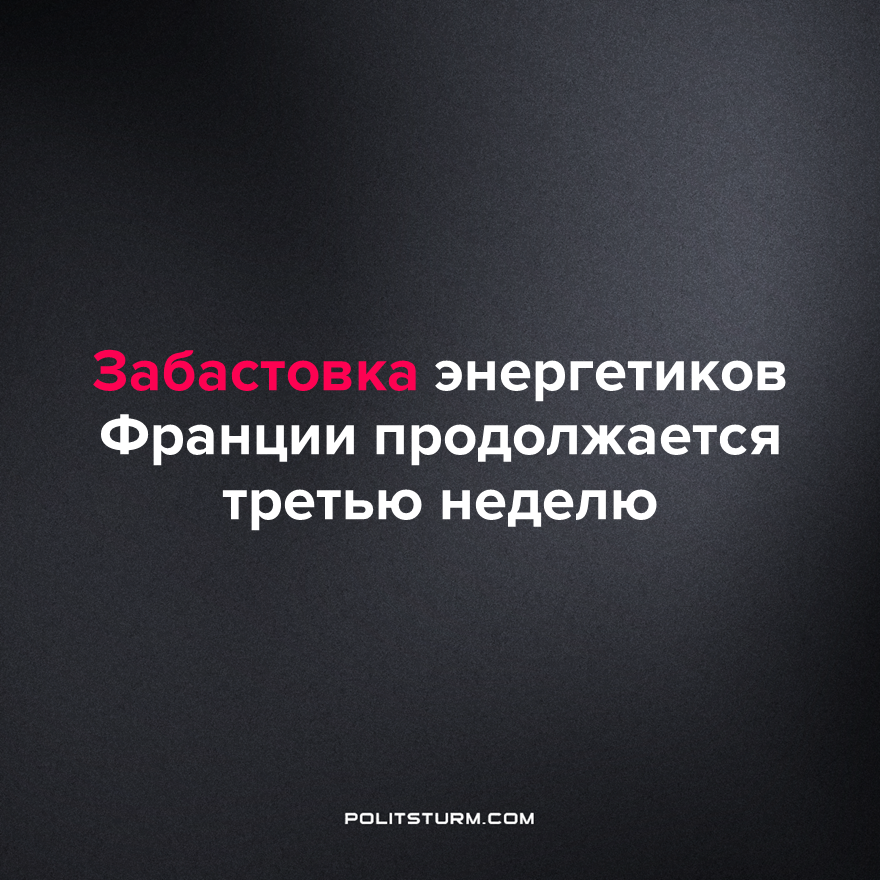 Забастовка энергетиков
Франции продолжается
третью неделю
POLITSTURM.COM